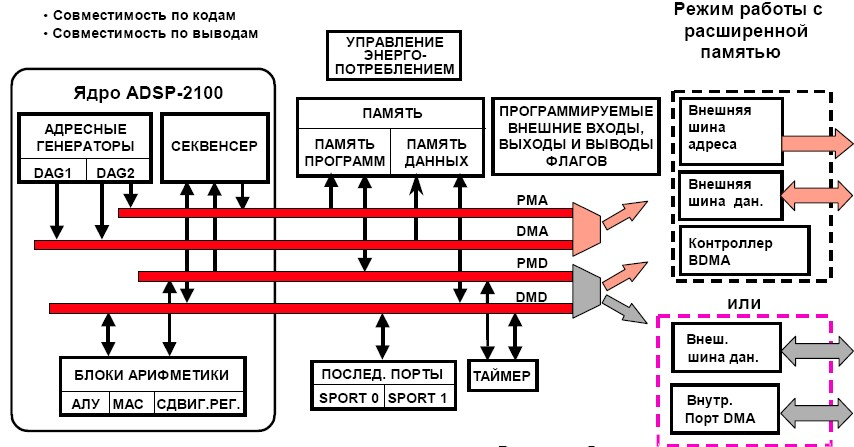 • Совместимость по кодам
• Совместимость по выводам
Режим работы с
расширенной
памятью
УПРАВЛЕНИЕ
ЭНЕРГО-
ПОТРЕБЛЕНИЕМ
Ядро ADSP-2100
АДРЕСНЫЕ
ГЕНЕРАТОРЫ
DAG1 DAG2
СЕКВЕНСЕР
ПАМЯТЬ
ПАМЯТЬ
ПРОГРАММ
ПАМЯТЬ
ДАННЫХ
ПРОГРАММИРУЕМЫЕ
ВНЕШНИЕ ВХОДЫ,
ВЫХОДЫ И ВЫВОДЫ
ФЛАГОВ
Внешняя
шина
адреса
Внешняя
шина дан.
Контроллер
BDMA
PMA
DMA
PMD
DMD
или
Внеш.
шина дан.
Внутр.
Порт DMA
БЛОКИ АРИФМЕТИКИ
АЛУ МАС СДВИГ.РЕГ.
ПОСЛЕД. ПОРТЫ
SPORT 0 SPORT 1
ТАЙМЕР